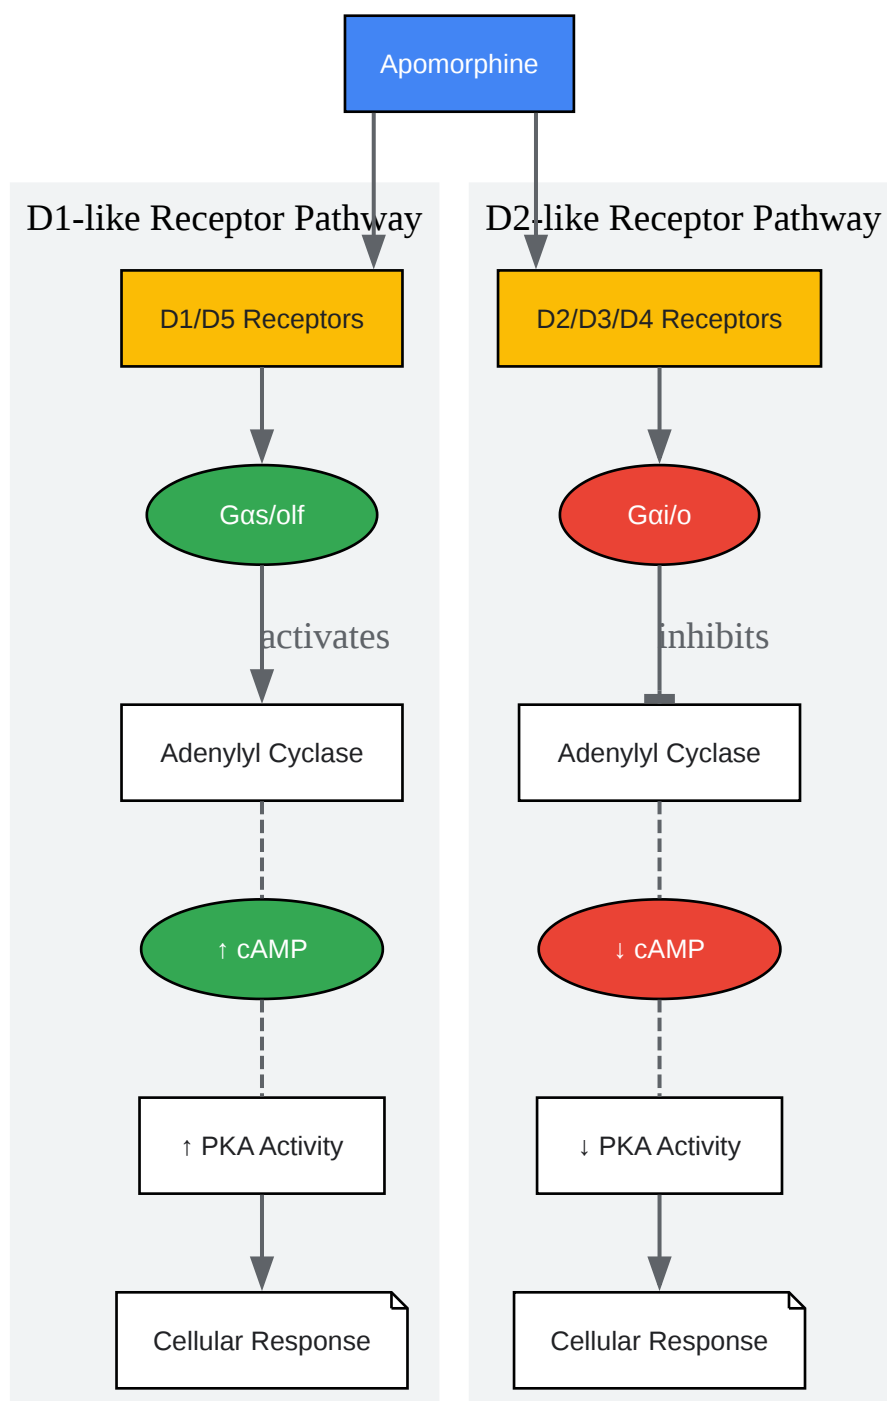 Apomorphine
D1-like Receptor Pathway
D1/D5 Receptors
Gαs/olf
activates
Adenylyl Cyclase
↑ cAMP
↑ PKA Activity
Cellular Response
D2-like Receptor Pathway
D2/D3/D4 Receptors
Gαi/o
inhibits
Adenylyl Cyclase
↓ cAMP
↓ PKA Activity
Cellular Response